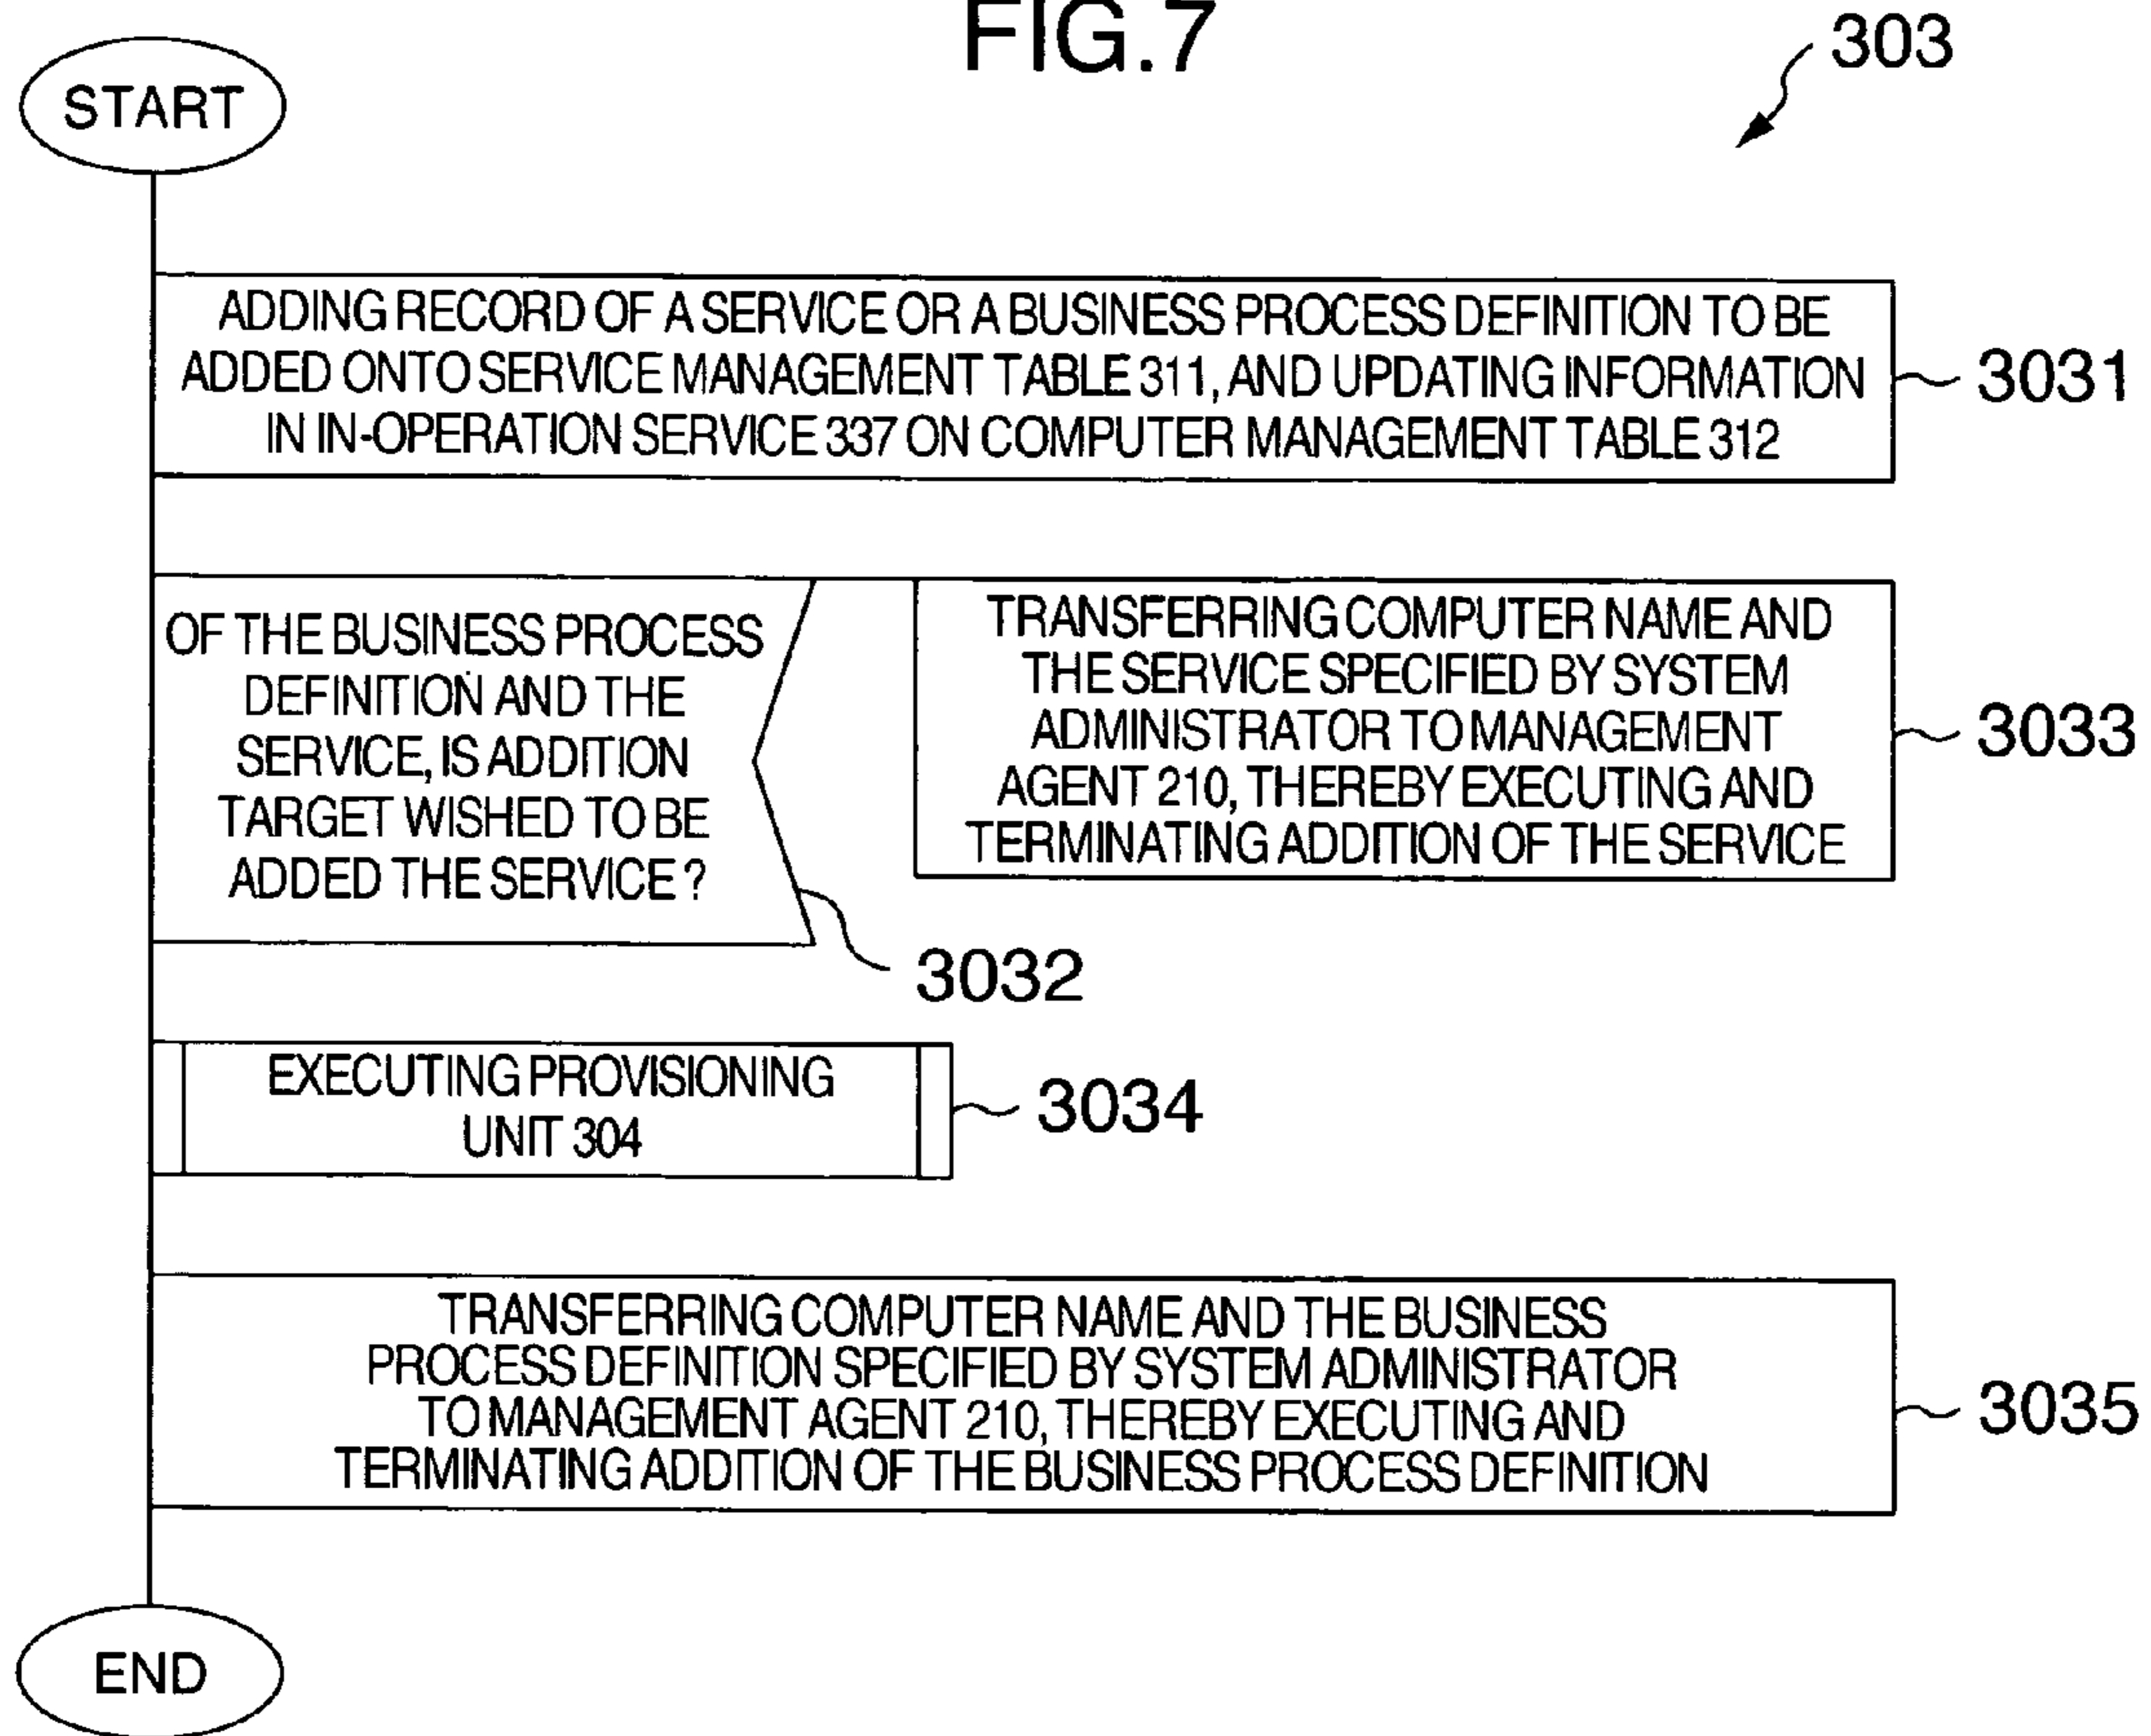 FIG.7
303
START
ADDING RECORD OF A SERVICE OR A BUSINESS PROCESS DEFINITION TO BE
ADDED ONTO SERVICE MANAGEMENT TABLE 311, AND UPDATING INFORMATION
IN IN-OPERATION SERVICE 337 ON COMPUTER MANAGEMENT TABLE 312
3031
OF THE BUSINESS PROCESS
DEFINITION AND THE
SERVICE, IS ADDITION
TARGET WISHED TO BE
ADDED THE SERVICE ?
3032
TRANSFERRING COMPUTER NAME AND
THE SERVICE SPECIFIED BY SYSTEM
ADMINISTRATOR TO MANAGEMENT
AGENT 210, THEREBY EXECUTING AND
TERMINATING ADDITION OF THE SERVICE
3033
EXECUTING PROVISIONING
UNIT 304
3034
TRANSFERRING COMPUTER NAME AND THE BUSINESS
PROCESS DEFINITION SPECIFIED BY SYSTEM ADMINISTRATOR
TO MANAGEMENT AGENT 210, THEREBY EXECUTING AND
TERMINATING ADDITION OF THE BUSINESS PROCESS DEFINITION
3035
END